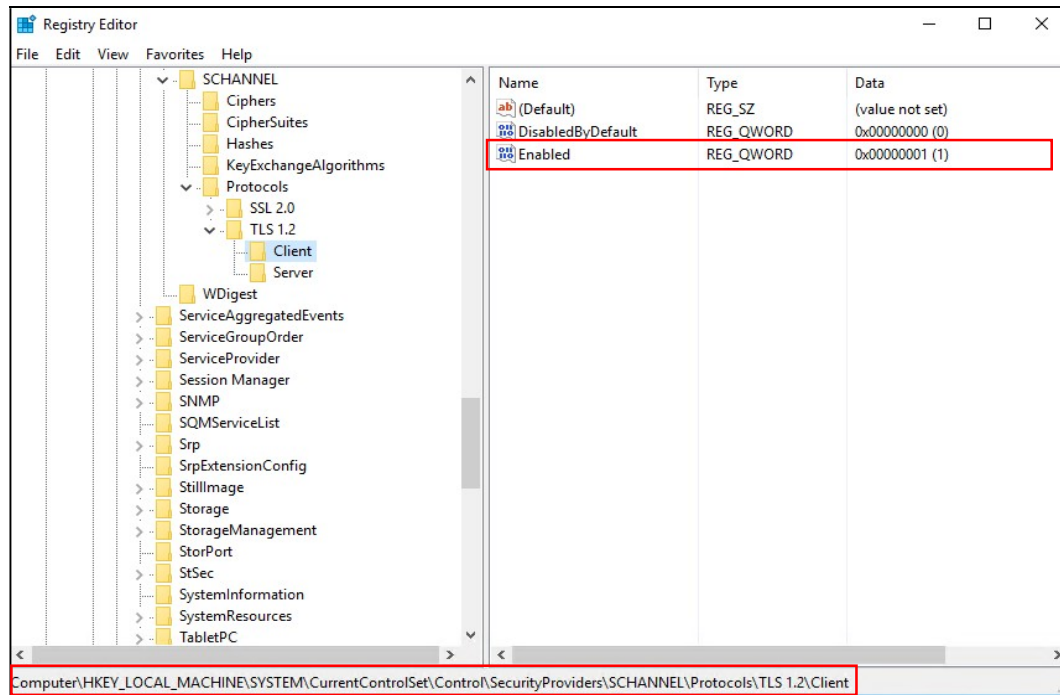 Registry Editor
File Edit View Favorites Help
SCHANNEL
Ciphers
CipherSuites
Hashes
KeyExchangeAlgorithms
Protocols
SSL 2.0
TLS 1.2
Client
Server
WDigest
ServiceAggregatedEvents
ServiceGroupOrder
ServiceProvider
Session Manager
SNMP
SQMServiceList
Srp
SrpExtensionConfig
StillImage
Storage
StorageManagement
StorPort
StSec
SystemInformation
SystemResources
TabletPC
Name Type Data
(Default) REG_SZ (value not set)
DisabledByDefault REG_QWORD 0x00000000 (0)
Enabled REG_QWORD 0x00000001 (1)
Computer\HKEY_LOCAL_MACHINE\SYSTEM\CurrentControlSet\Control\SecurityProviders\SCHANNEL\Protocols\TLS 1.2\Client